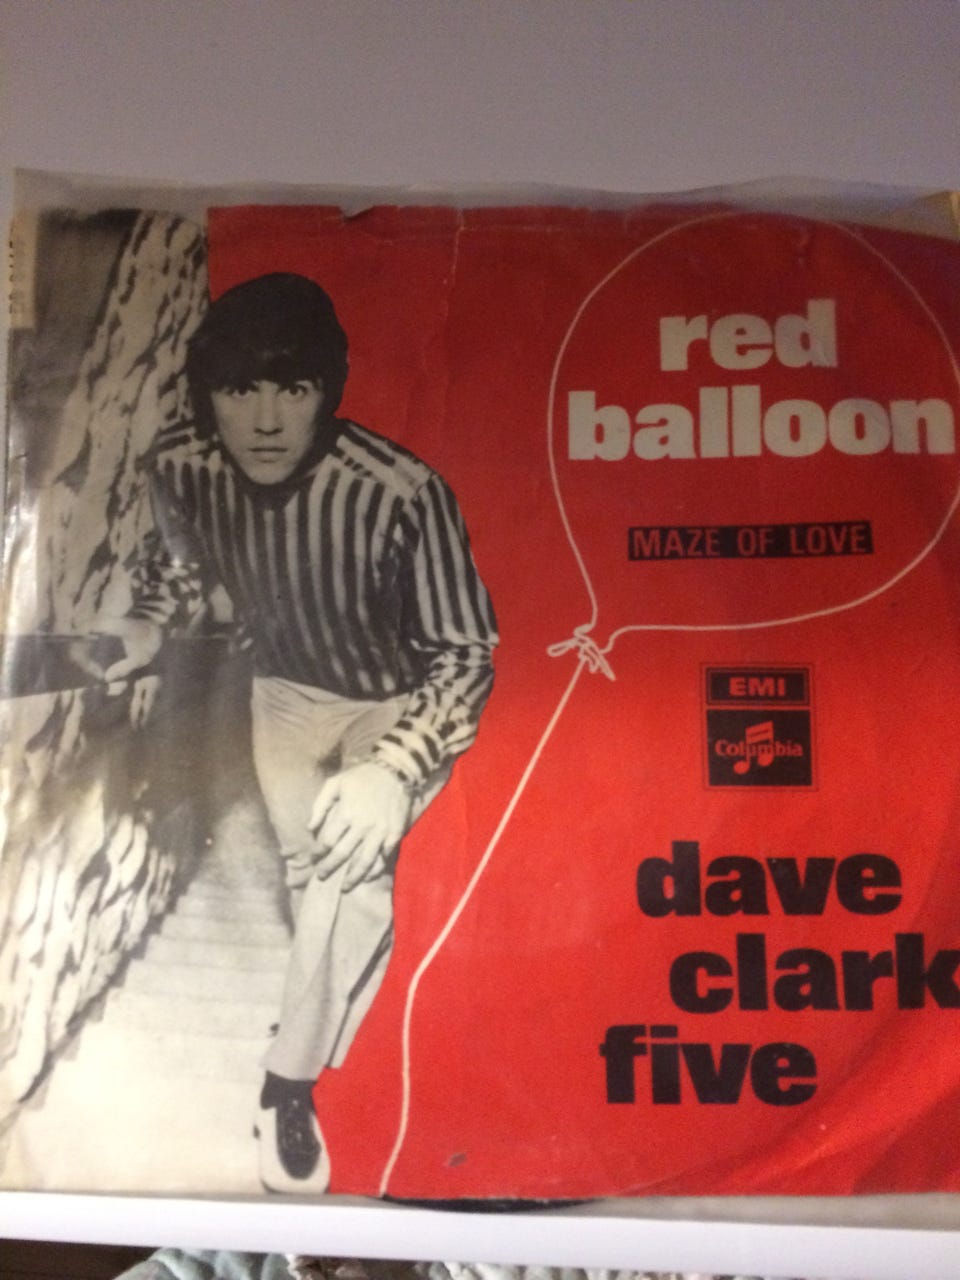 red
balloon
MAZE OF LOVE
EMI
Columbia
dave
clark
five